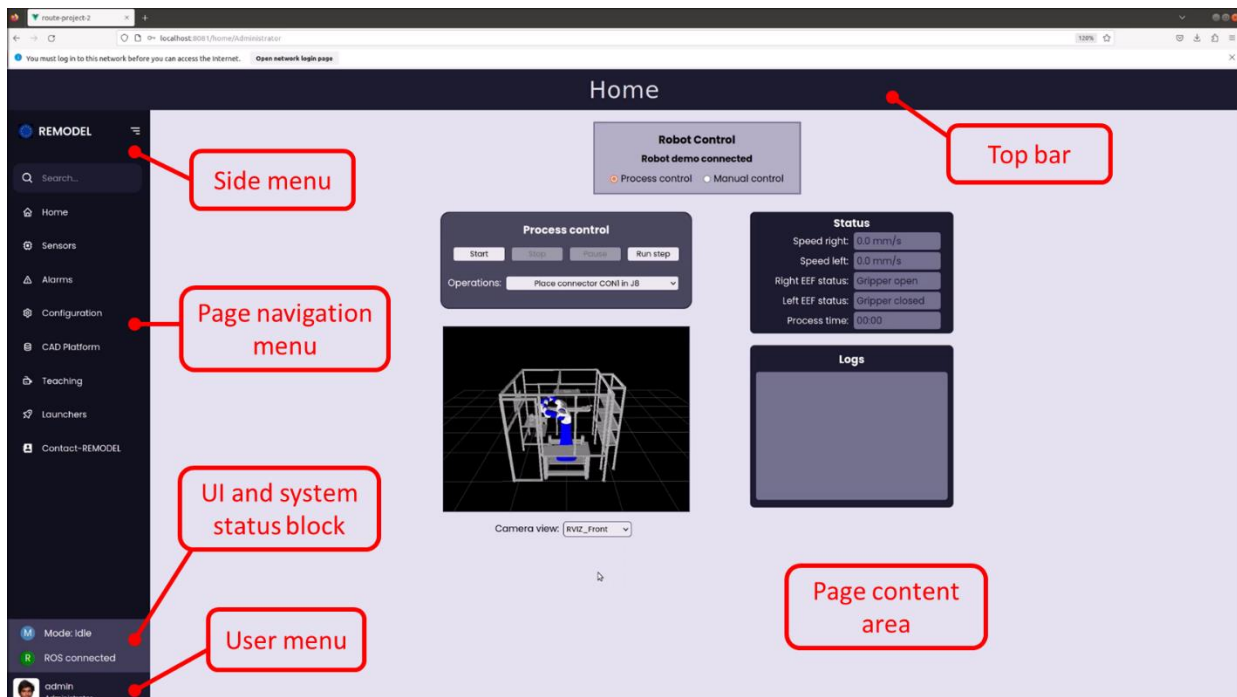 route-project-2
localhost:8081/home/Administrator
120%
You must log in to this network before you can access the Internet.
Open network login page
Home
REMODEL
Search...
Home
Sensors
Alarms
Configuration
CAD Platform
Teaching
Launchers
Contact-REMODEL
Mode: Idle
ROS connected
admin
Administrator
Side menu
Page navigation
menu
UI and system
status block
User menu
Top bar
Page content
area
Robot Control
Robot demo connected
Process control
Manual control
Process control
Start
Stop
Pause
Run step
Operations:
Place connector CON1 in J8
Camera view:
RVIZ_Front
Status
Speed right: 0.0 mm/s
Speed left: 0.0 mm/s
Right EEF status: Gripper open
Left EEF status: Gripper closed
Process time: 00:00
Logs
M
R